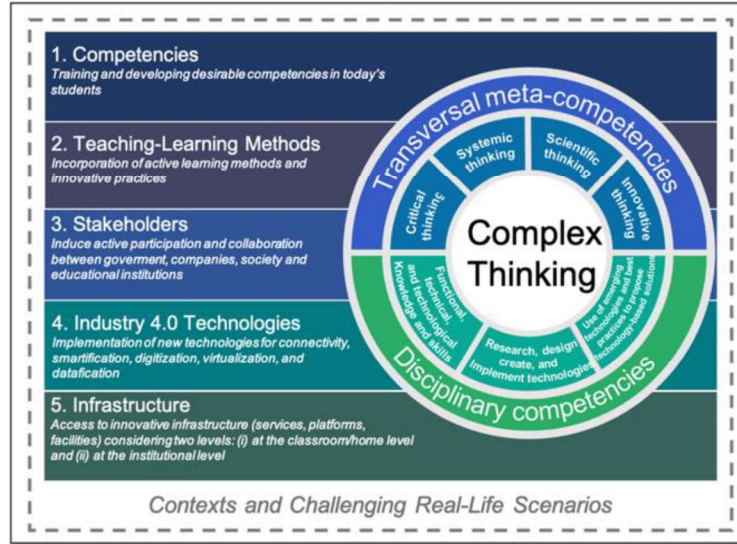 1. Competencies
Training and developing desirable competencies in today's
students
2. Teaching-Learning Methods
Incorporation of active learning methods and
innovative practices
3. Stakeholders
Induce active participation and collaboration
between goverment, companies, society and
educational institutions
4. Industry 4.0 Technologies
Implementation of new technologies for connectivity,
smartification, digitization, virtualization, and
datafication
5. Infrastructure
Access to innovative infrastructure (services, platforms,
facilities) considering two levels: (i) at the classroom/home level
and (ii) at the institutional level
Transversal meta-competencies
Critical
thinking
Systemic
thinking
Scientific
thinking
Innovative
thinking
Complex
Thinking
Functional,
technical,
and technological
Knowledge and skills
Research, design
create, and
Implement technologies
Use of emerging
technologies and best
practices to propose
technology-based solutions
Disciplinary competencies
Contexts and Challenging Real-Life Scenarios